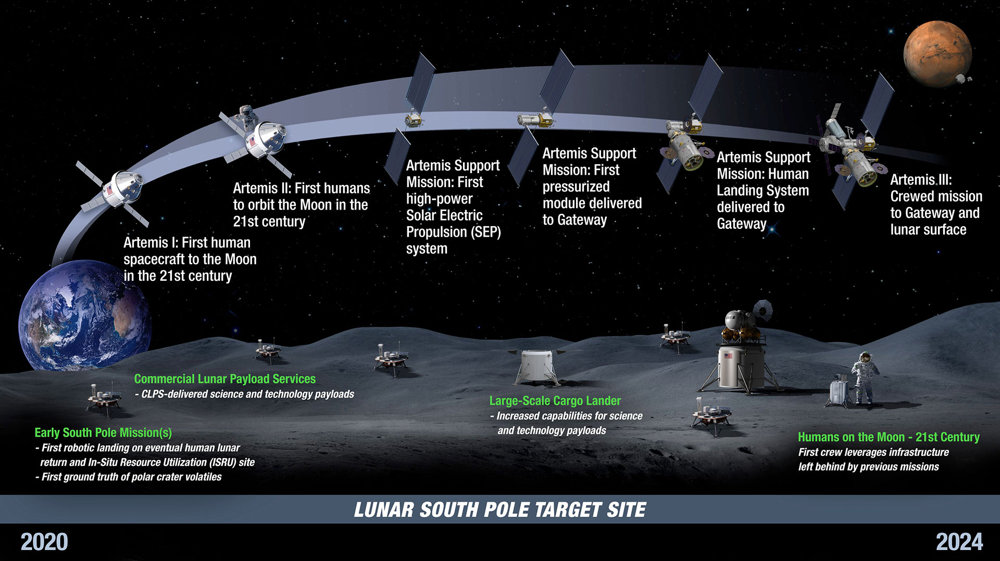 Artemis I: First human
spacecraft to the Moon
in the 21st century
Artemis II: First humans
to orbit the Moon in the
21st century
Artemis Support
Mission: First
high-power
Solar Electric
Propulsion (SEP)
system
Artemis Support
Mission: First
pressurized
module delivered
to Gateway
Artemis Support
Mission: Human
Landing System
delivered to
Gateway
Artemis III:
Crewed mission
to Gateway and
lunar surface
Commercial Lunar Payload Services
- CLPS-delivered science and technology payloads
Early South Pole Mission(s)
- First robotic landing on eventual human lunar
return and In-Situ Resource Utilization (ISRU) site
- First ground truth of polar crater volatiles
Large-Scale Cargo Lander
- Increased capabilities for science
and technology payloads
Humans on the Moon - 21st Century
First crew leverages infrastructure
left behind by previous missions
LUNAR SOUTH POLE TARGET SITE
2020
2024